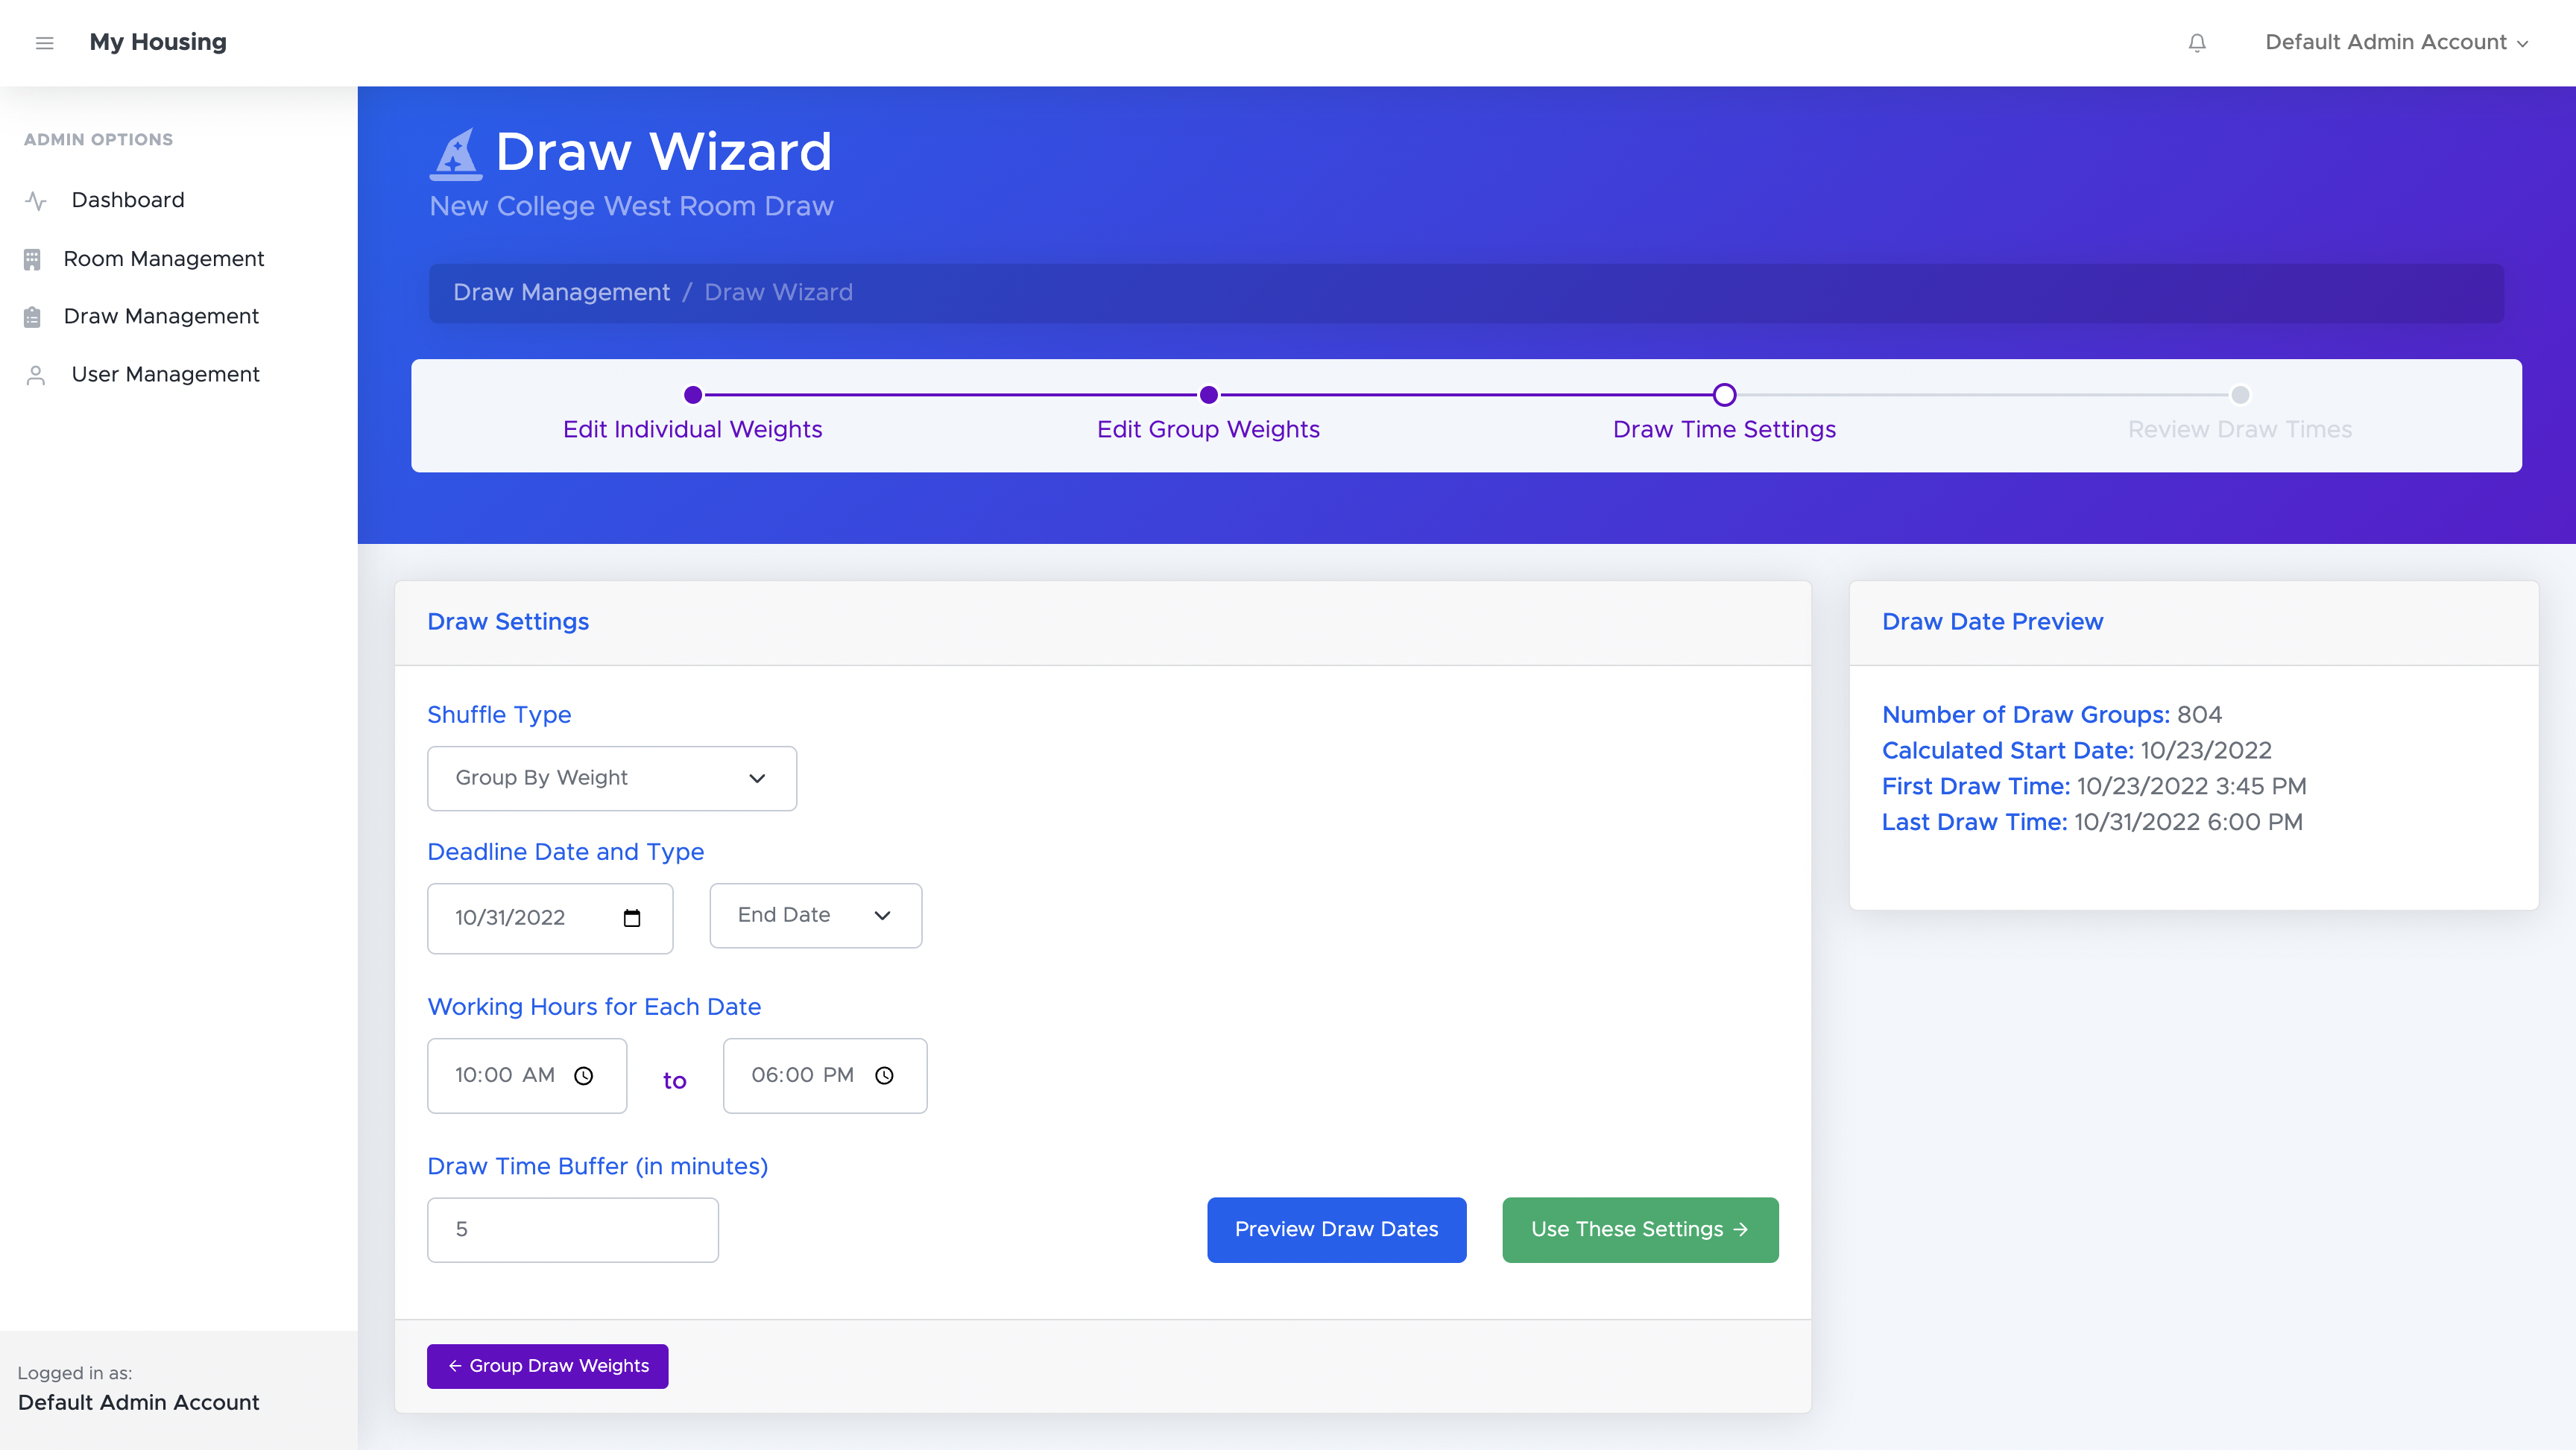 My Housing
Default Admin Account
ADMIN OPTIONS
Dashboard
Room Management
Draw Management
User Management
Logged in as:
Default Admin Account
Draw Wizard
New College West Room Draw
Draw Management / Draw Wizard
Edit Individual Weights
Edit Group Weights
Draw Time Settings
Review Draw Times
Draw Settings
Shuffle Type
Group By Weight
Deadline Date and Type
10/31/2022
End Date
Working Hours for Each Date
10:00 AM to 06:00 PM
Draw Time Buffer (in minutes)
5
Preview Draw Dates
Use These Settings →
← Group Draw Weights
Draw Date Preview
Number of Draw Groups: 804
Calculated Start Date: 10/23/2022
First Draw Time: 10/23/2022 3:45 PM
Last Draw Time: 10/31/2022 6:00 PM